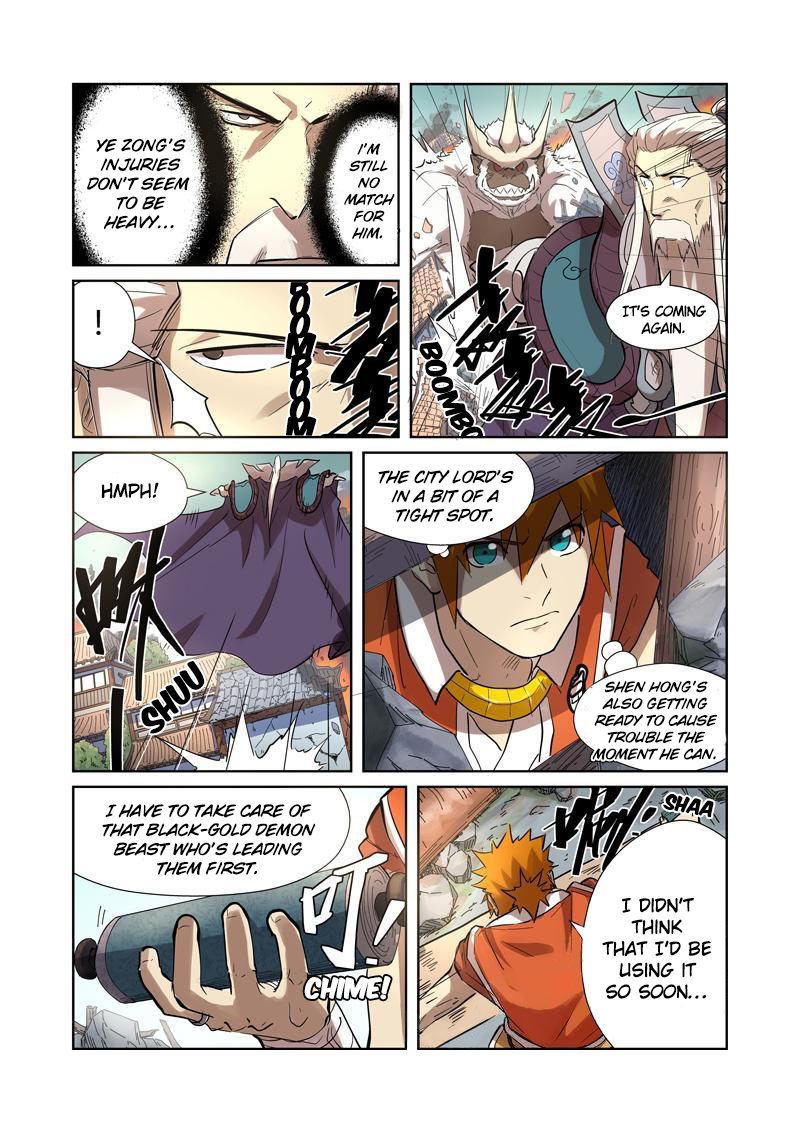 YE ZONG'S
INJURIES
DON'T SEEM
TO BE
HEAVY...
I'M
STILL
NO
MATCH
FOR
HIM.
IT'S COMING
AGAIN.
BOOMBO
!
BOOMBOOM
HMPH!
SHUU
THE CITY LORD'S
IN A BIT OF A
TIGHT SPOT.
SHEN HONG'S
ALSO GETTING
READY TO CAUSE
TROUBLE THE
MOMENT HE CAN.
I HAVE TO TAKE CARE OF
THAT BLACK-GOLD DEMON
BEAST WHO'S LEADING
THEM FIRST.
叮!
CHIME!
SHAA
I DIDN'T
THINK
THAT I'D BE
USING IT
SO SOON...